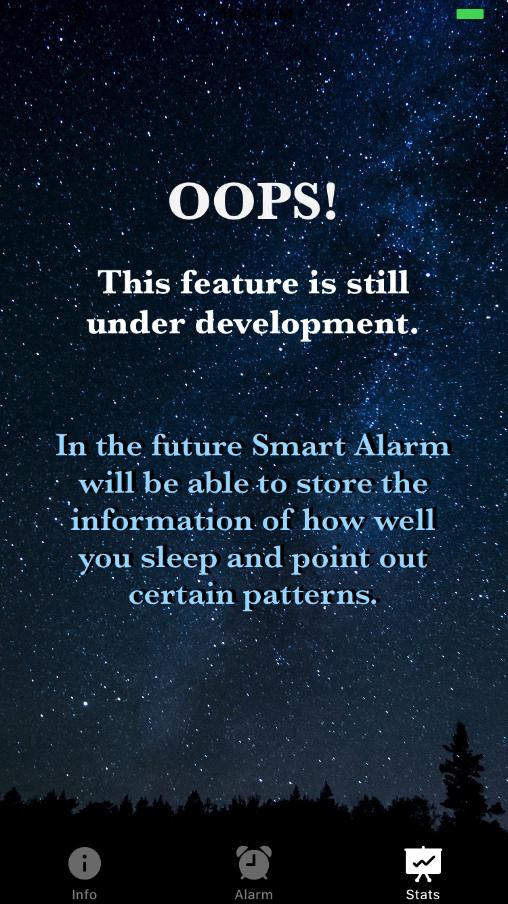 OOPS!
This feature is still
under development.
In the future Smart Alarm
will be able to store the
information of how well
you sleep and point out
certain patterns.
Info
Alarm
Stats